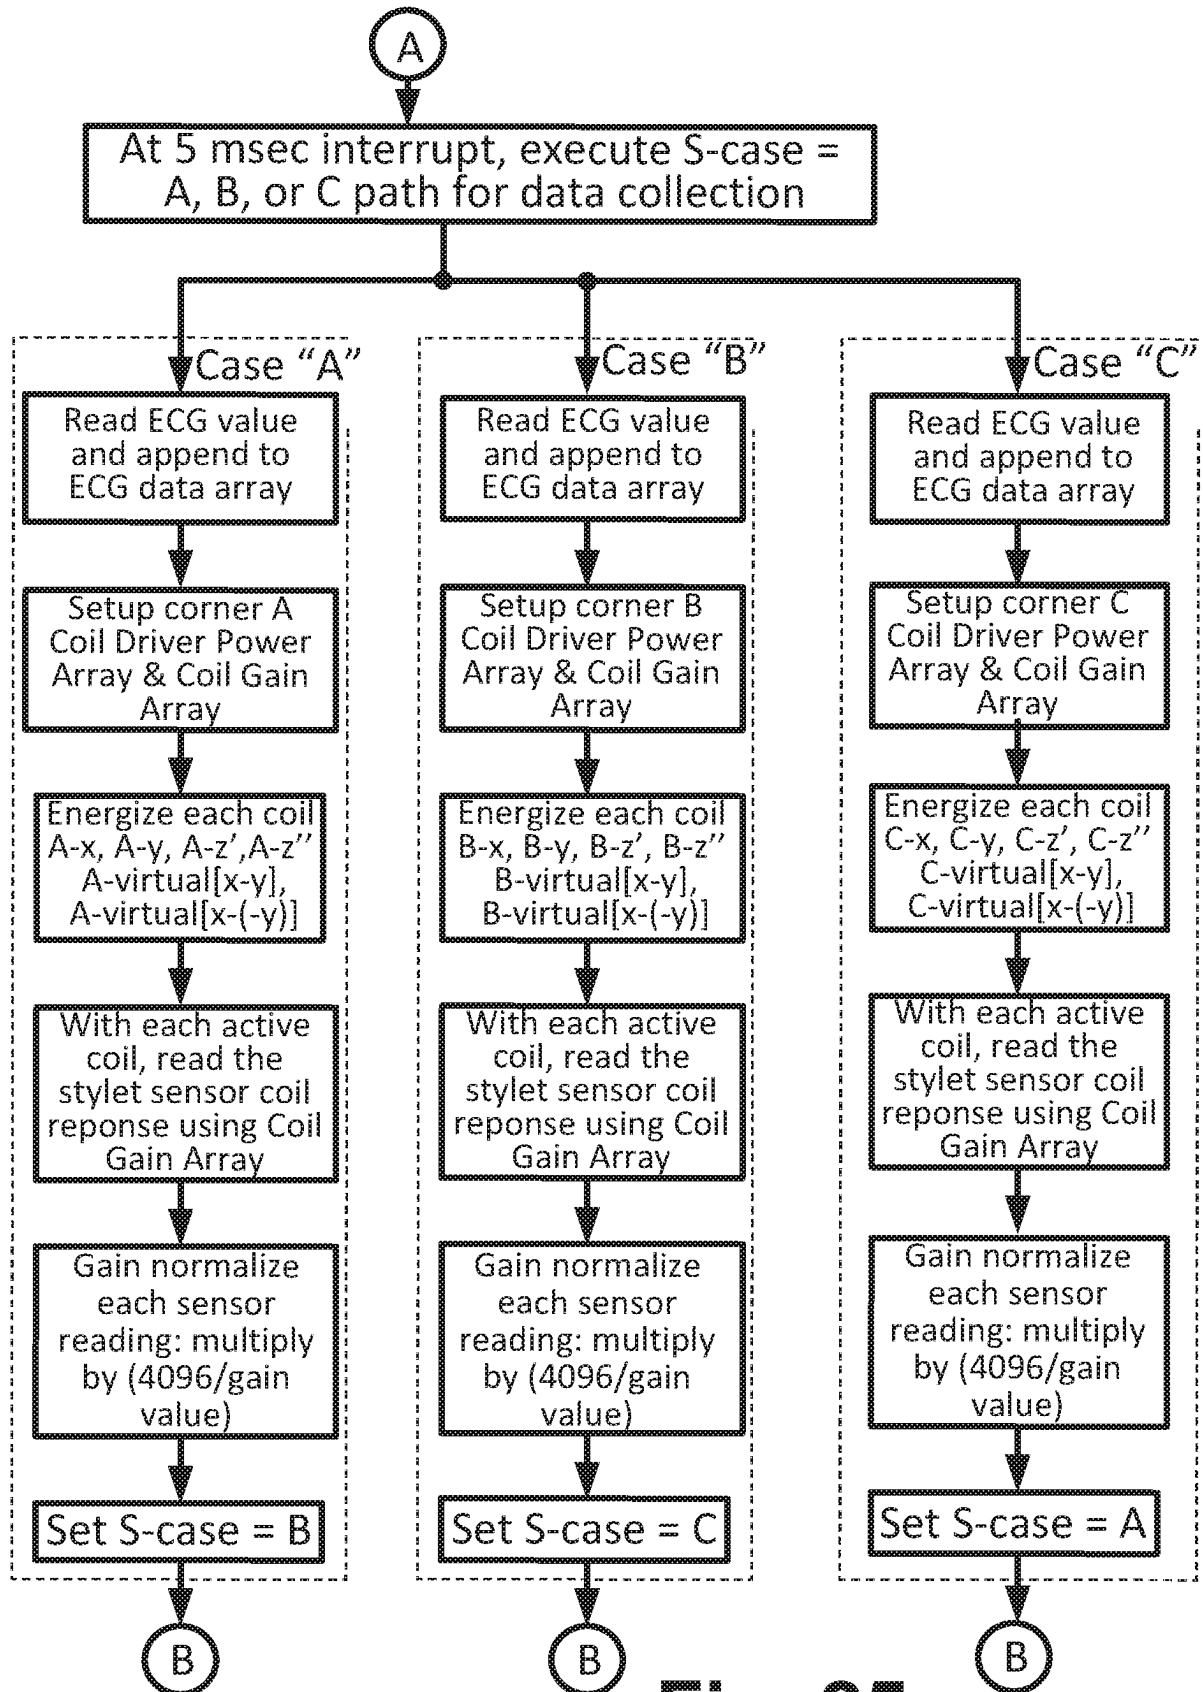 A
At 5 msec interrupt, execute S-case =
A, B, or C path for data collection
Case “A”
Read ECG value
and append to
ECG data array
Setup corner A
Coil Driver Power
Array & Coil Gain
Array
Energize each coil
A-x, A-y, A-z′,A-z′′
A-virtual[x-y],
A-virtual[x-(-y)]
With each active
coil, read the
stylet sensor coil
reponse using Coil
Gain Array
Gain normalize
each sensor
reading: multiply
by (4096/gain
value)
Set S-case = B
B
Case “B”
Read ECG value
and append to
ECG data array
Setup corner B
Coil Driver Power
Array & Coil Gain
Array
Energize each coil
B-x, B-y, B-z′, B-z′′
B-virtual[x-y],
B-virtual[x-(-y)]
With each active
coil, read the
stylet sensor coil
reponse using Coil
Gain Array
Gain normalize
each sensor
reading: multiply
by (4096/gain
value)
Set S-case = C
B
Case “C”
Read ECG value
and append to
ECG data array
Setup corner C
Coil Driver Power
Array & Coil Gain
Array
Energize each coil
C-x, C-y, C-z′, C-z′′
C-virtual[x-y],
C-virtual[x-(-y)]
With each active
coil, read the
stylet sensor coil
reponse using Coil
Gain Array
Gain normalize
each sensor
reading: multiply
by (4096/gain
value)
Set S-case = A
B